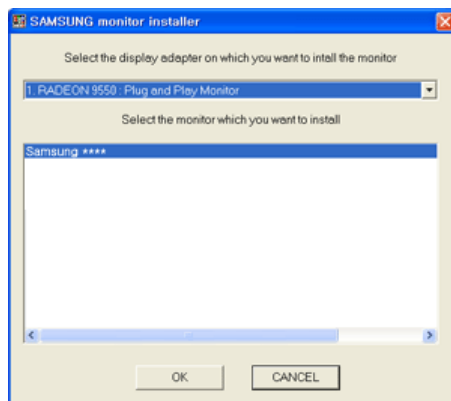 SAMSUNG monitor installer
Select the display adapter on which you want to intall the monitor
1. RADEON 9550 : Plug and Play Monitor
Select the monitor which you want to install
Samsung ****
OK
CANCEL